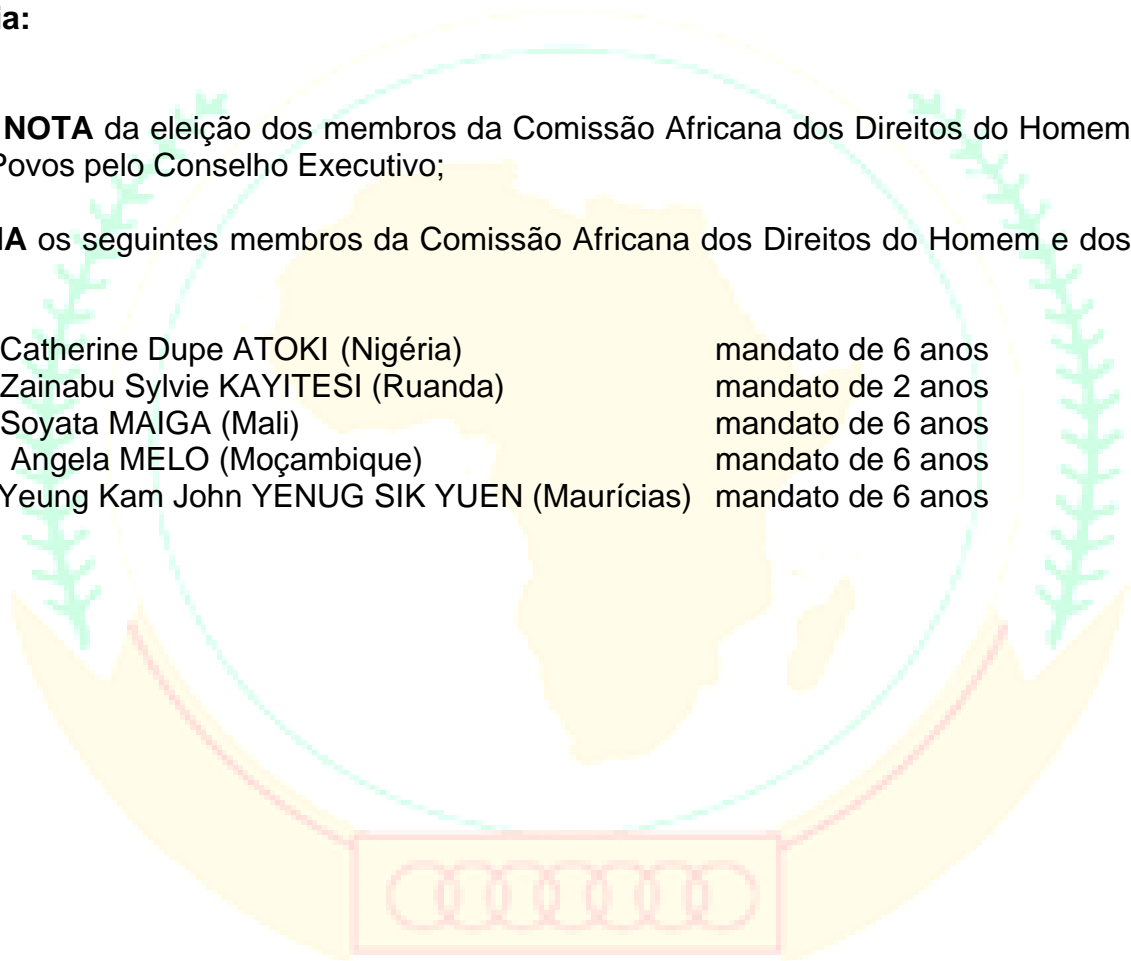 ia:
NOTA da eleição dos membros da Comissão Africana dos Direitos do Homem
Povos pelo Conselho Executivo;
IA os seguintes membros da Comissão Africana dos Direitos do Homem e dos
Catherine Dupe ATOKI (Nigéria) mandato de 6 anos
Zainabu Sylvie KAYITESI (Ruanda) mandato de 2 anos
Soyata MAIGA (Mali) mandato de 6 anos
Angela MELO (Moçambique) mandato de 6 anos
Yeung Kam John YENUG SIK YUEN (Maurícias) mandato de 6 anos